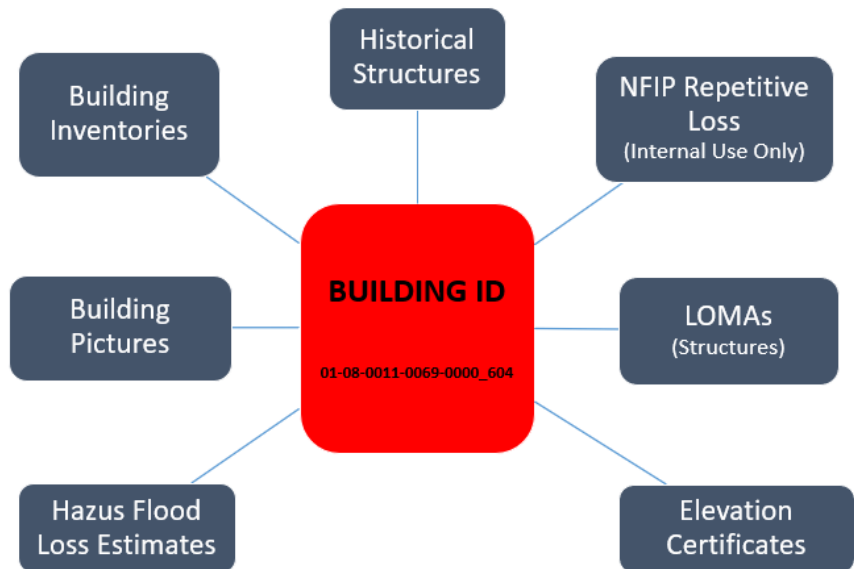 Historical
Structures
Building
Inventories
NFIP Repetitive
Loss
(Internal Use Only)
BUILDING ID
01-08-0011-0069-0000_604
Building
Pictures
LOMAs
(Structures)
Hazus Flood
Loss Estimates
Elevation
Certificates